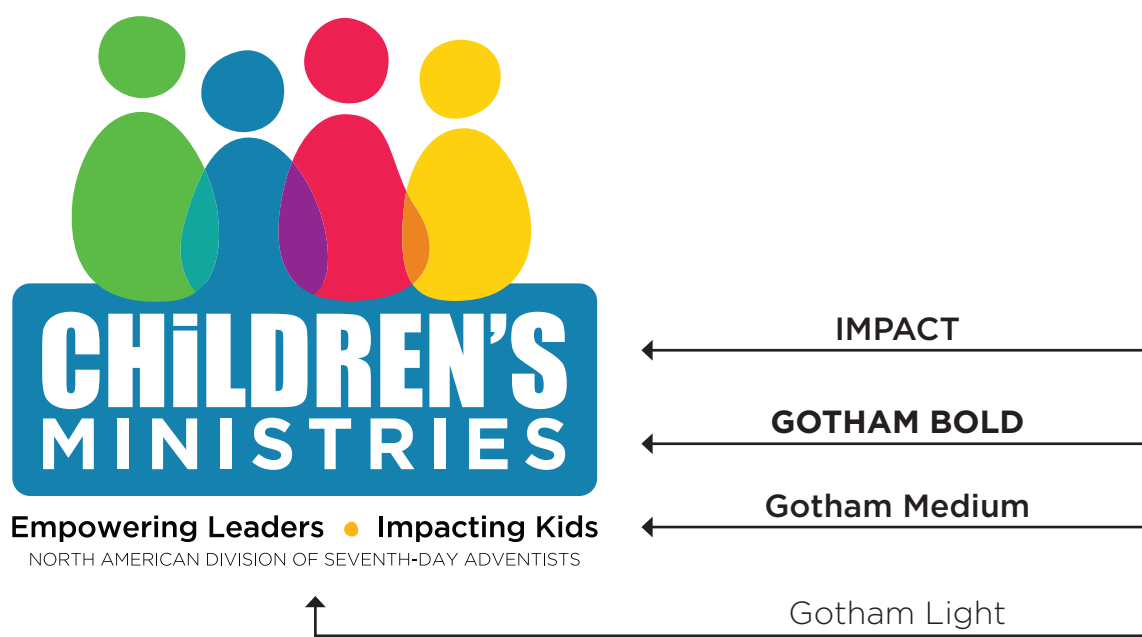 CHiLDREN'S
IMPACT
MINISTRIES
GOTHAM BOLD
Empowering Leaders • Impacting Kids
Gotham Medium
NORTH AMERICAN DIVISION OF SEVENTH-DAY ADVENTISTS
Gotham Light